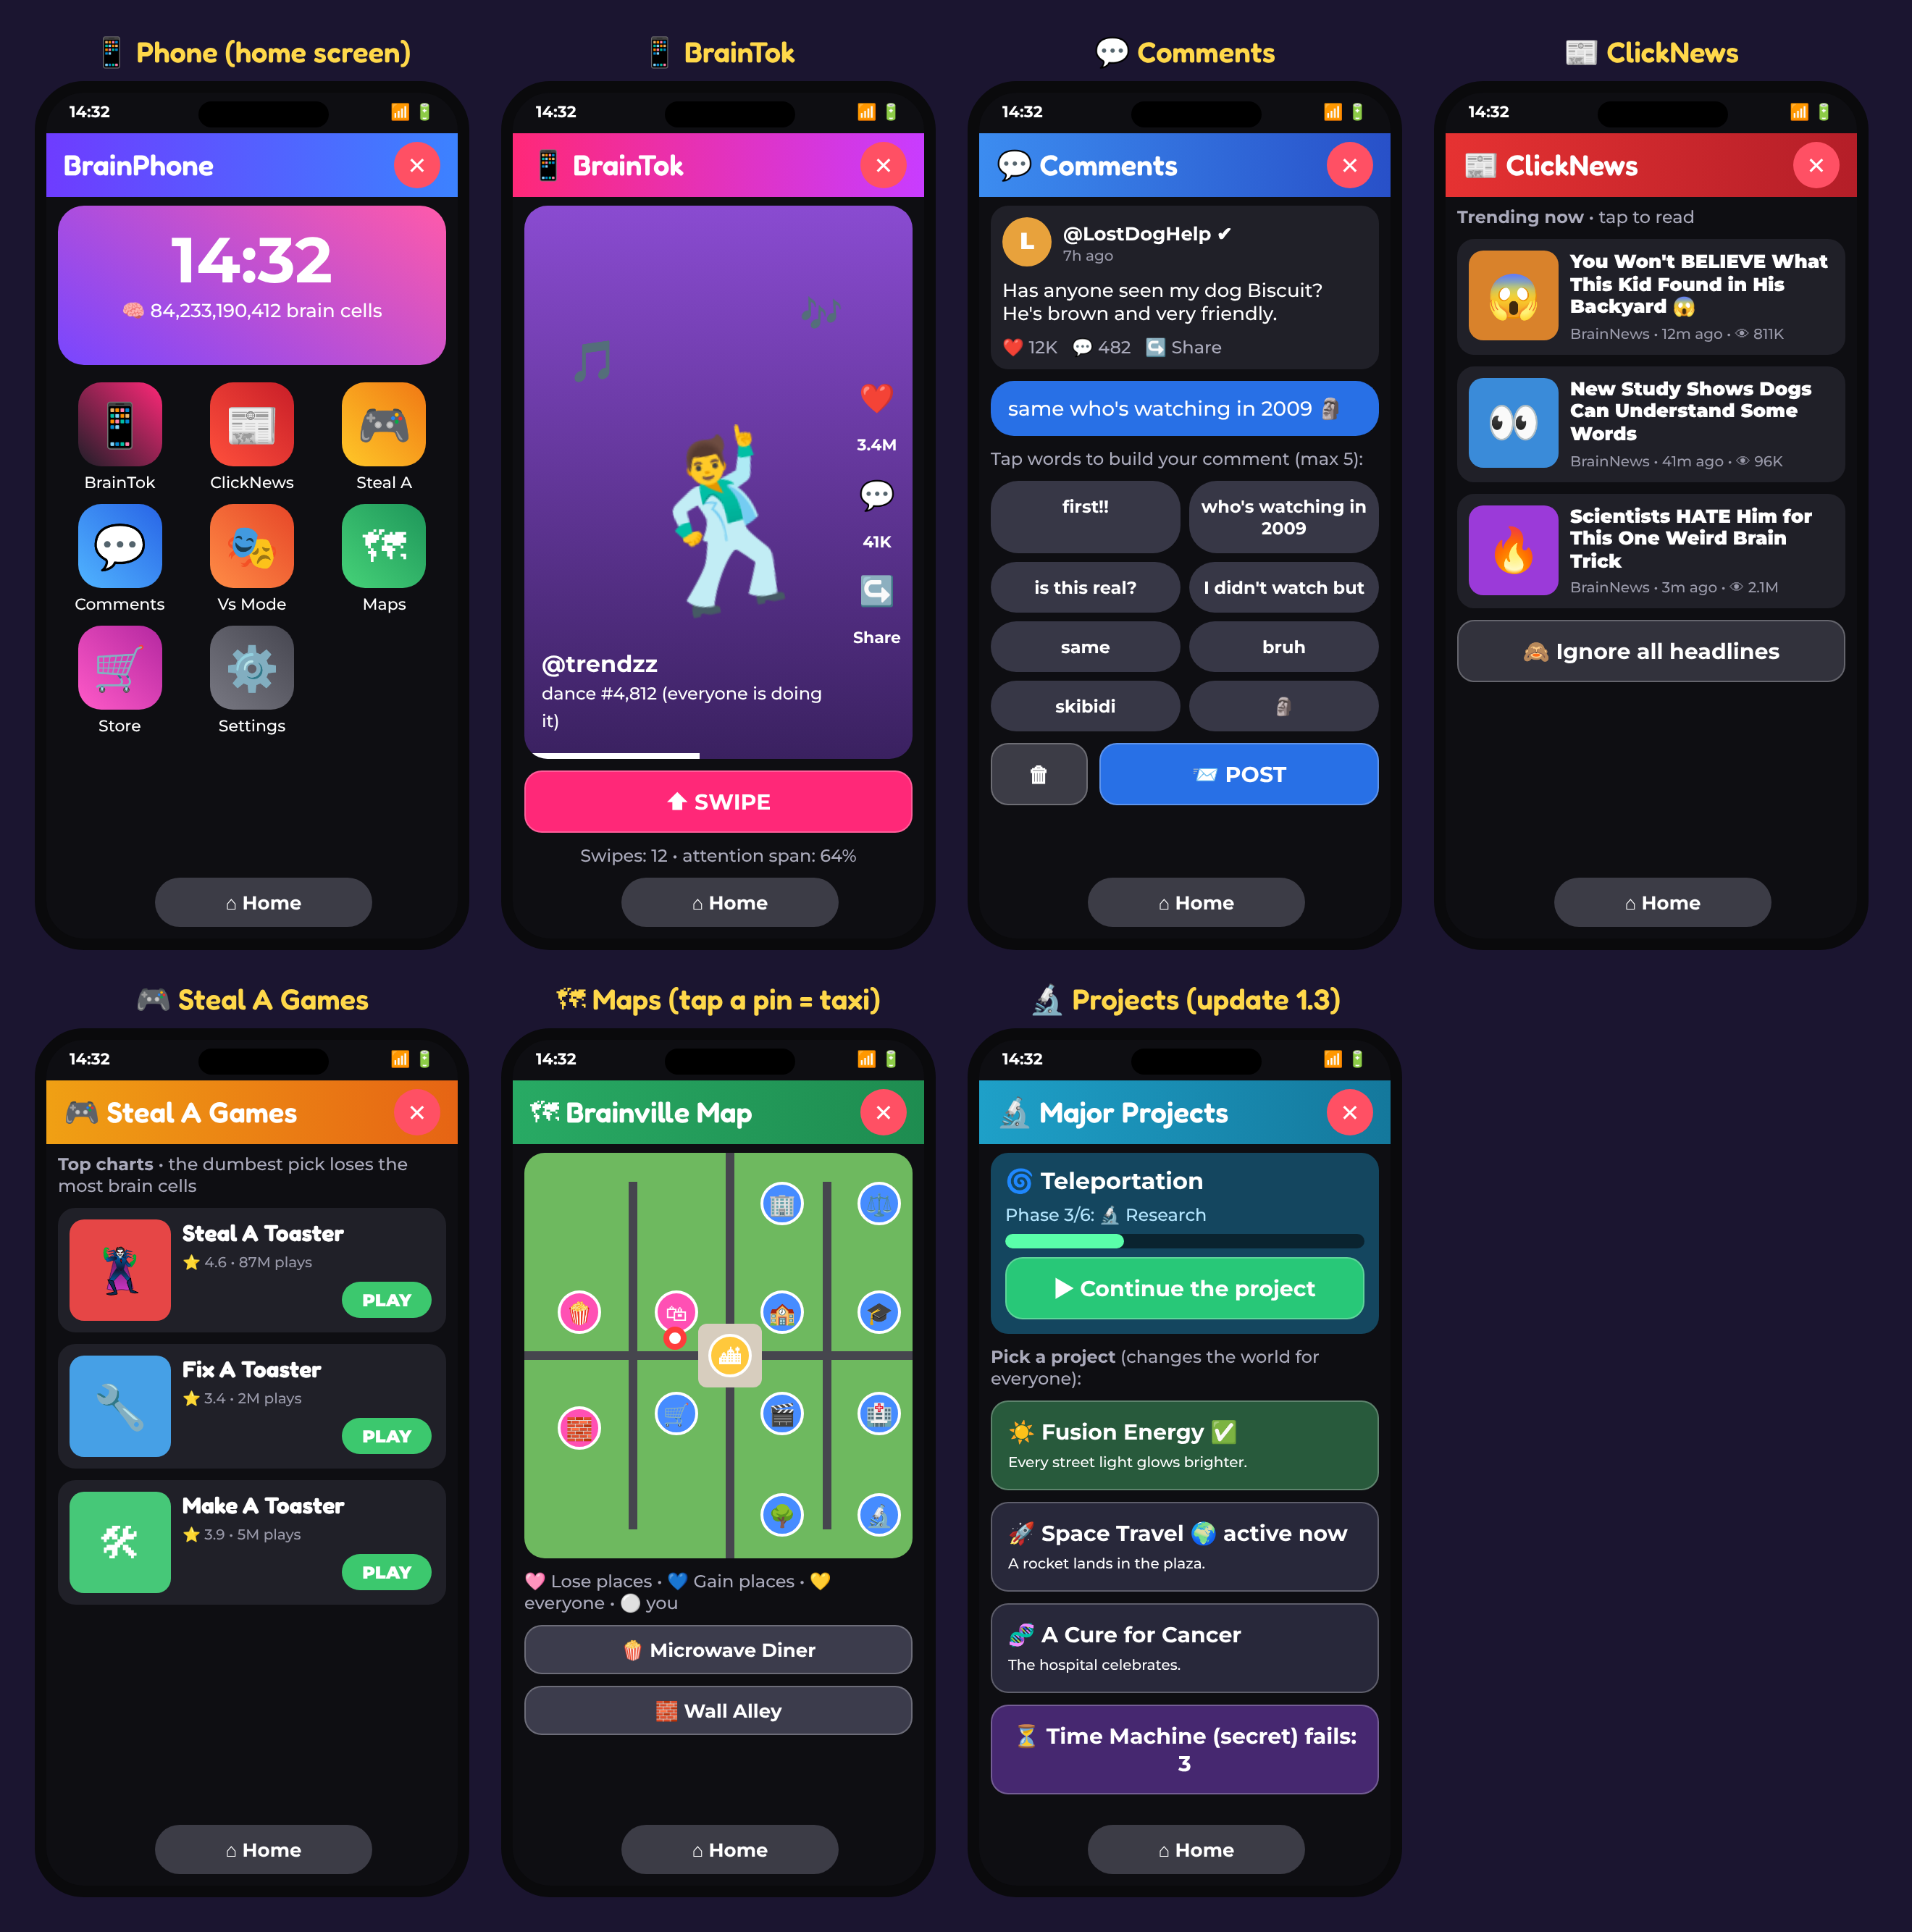 📱 Phone (home screen)
14:32
BrainPhone
✕
14:32
🧠 84,233,190,412 brain cells
BrainTok
ClickNews
Steal A
Comments
Vs Mode
Maps
Store
Settings
⌂ Home
📱 BrainTok
14:32
📱 BrainTok
✕
3.4M
41K
Share
@trendzz
dance #4,812 (everyone is doing
it)
⬆ SWIPE
Swipes: 12 • attention span: 64%
⌂ Home
💬 Comments
14:32
💬 Comments
✕
L
@LostDogHelp ✔
7h ago
Has anyone seen my dog Biscuit?
He's brown and very friendly.
❤️ 12K 💬 482 ↪️ Share
same who's watching in 2009 🗿
Tap words to build your comment (max 5):
first!!
who's watching in
2009
is this real?
I didn't watch but
same
bruh
skibidi
🗿
🗑 
📨 POST
⌂ Home
📰 ClickNews
14:32
📰 ClickNews
✕
Trending now • tap to read
You Won't BELIEVE What
This Kid Found in His
Backyard 😱
BrainNews • 12m ago • 👁 811K
New Study Shows Dogs
Can Understand Some
Words
BrainNews • 41m ago • 👁 96K
Scientists HATE Him for
This One Weird Brain
Trick
BrainNews • 3m ago • 👁 2.1M
🙈 Ignore all headlines
⌂ Home
🎮 Steal A Games
14:32
🎮 Steal A Games
✕
Top charts • the dumbest pick loses the
most brain cells
Steal A Toaster
⭐ 4.6 • 87M plays
PLAY
Fix A Toaster
⭐ 3.4 • 2M plays
PLAY
Make A Toaster
⭐ 3.9 • 5M plays
PLAY
⌂ Home
🗺 Maps (tap a pin = taxi)
14:32
🗺 Brainville Map
✕
🩷 Lose places • 💙 Gain places • 💛
everyone • ⚪ you
🍿 Microwave Diner
🧱 Wall Alley
⌂ Home
🔬 Projects (update 1.3)
14:32
🔬 Major Projects
✕
🌀 Teleportation
Phase 3/6: 🔬 Research
▶ Continue the project
Pick a project (changes the world for
everyone):
☀️ Fusion Energy ✅
Every street light glows brighter.
🚀 Space Travel 🌍 active now
A rocket lands in the plaza.
🧬 A Cure for Cancer
The hospital celebrates.
⏳ Time Machine (secret) fails:
3
⌂ Home